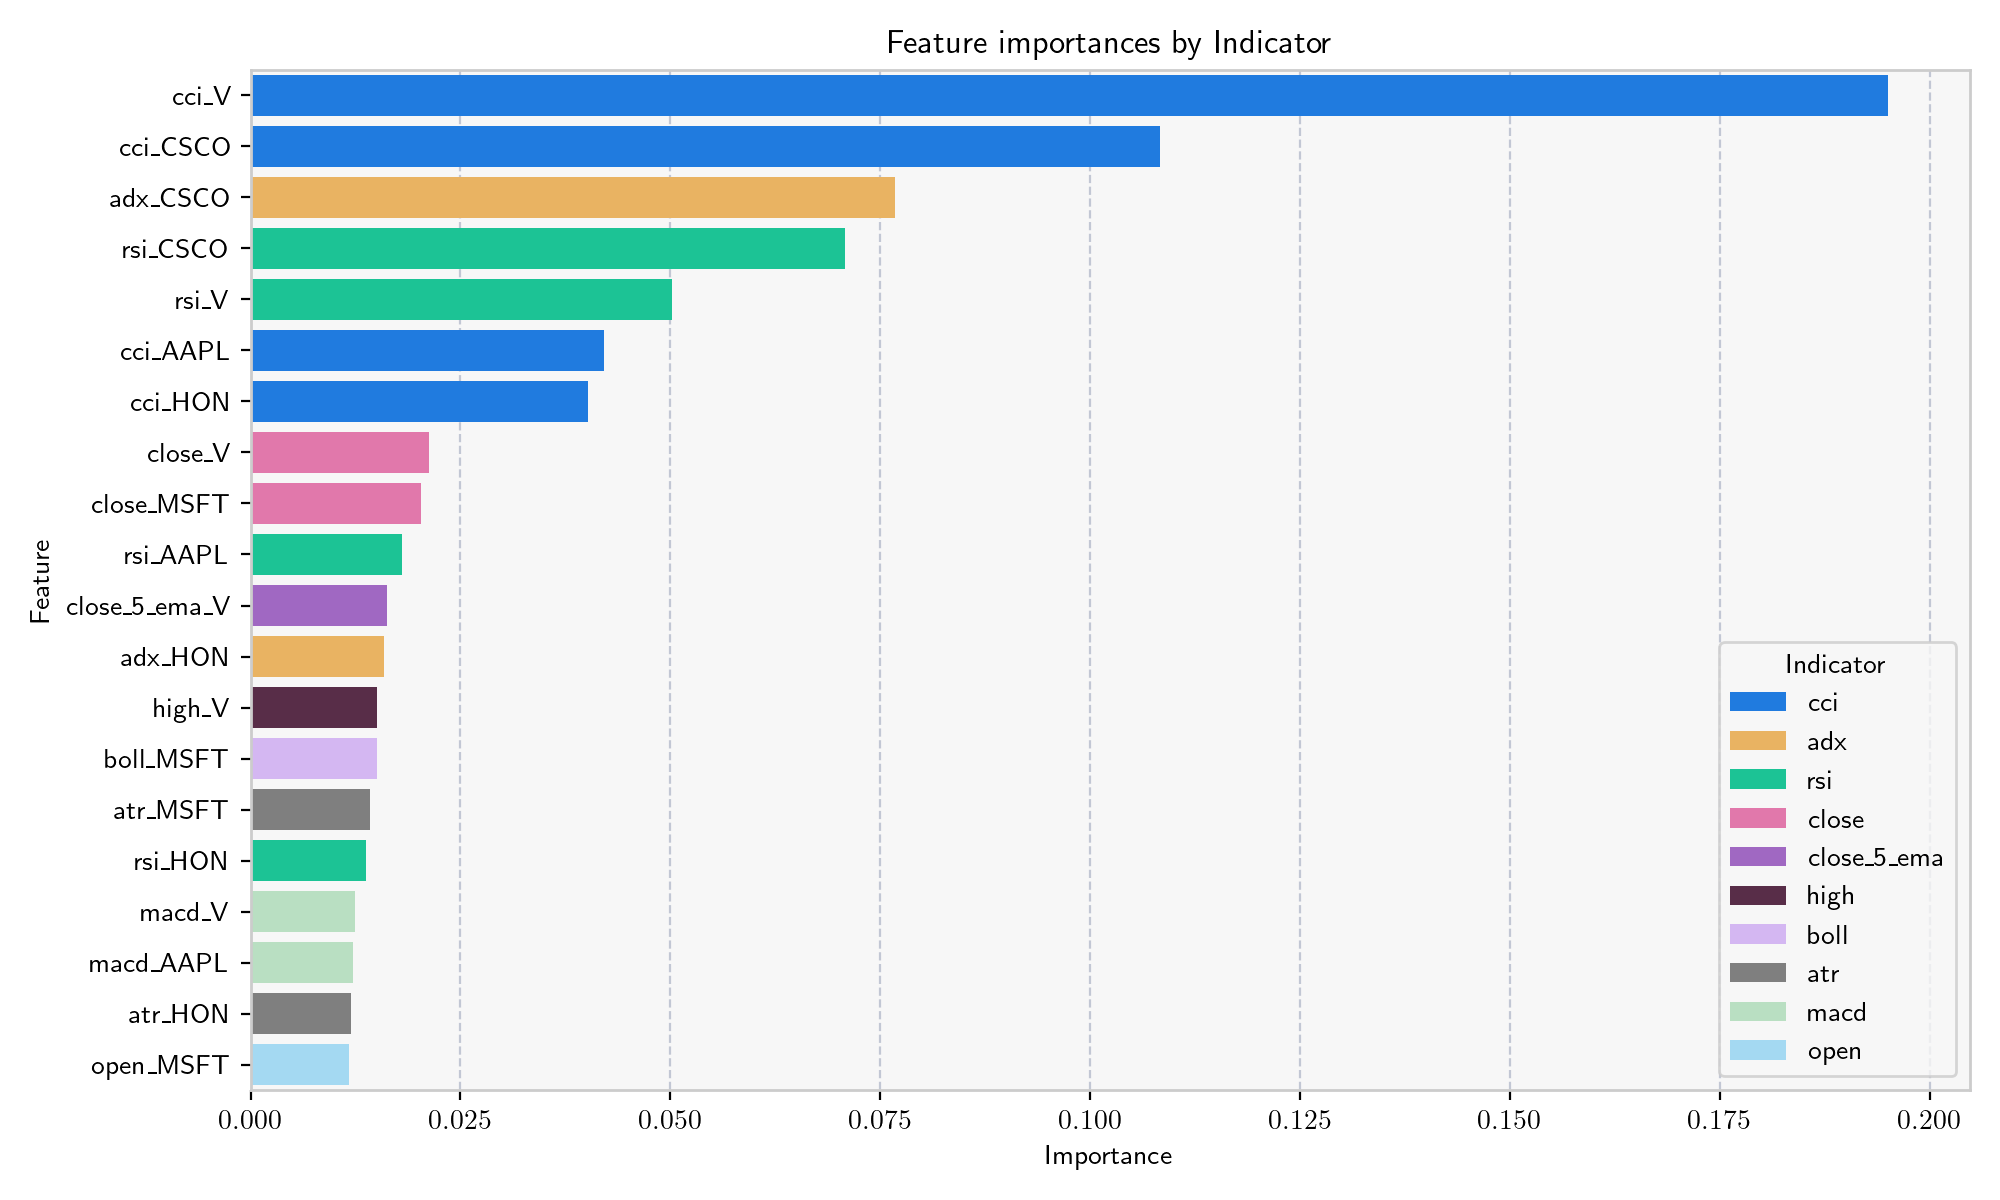 Feature importances by Indicator
Feature
cci_V
cci_CSCO
adx_CSCO
rsi_CSCO
rsi_V
cci_AAPL
cci_HON
close_V
close_MSFT
rsi_AAPL
close_5_ema_V
adx_HON
high_V
boll_MSFT
atr_MSFT
rsi_HON
macd_V
macd_AAPL
atr_HON
open_MSFT
Indicator
cci
adx
rsi
close
close_5_ema
high
boll
atr
macd
open
0.000 0.025 0.050 0.075 0.100 0.125 0.150 0.175 0.200
Importance